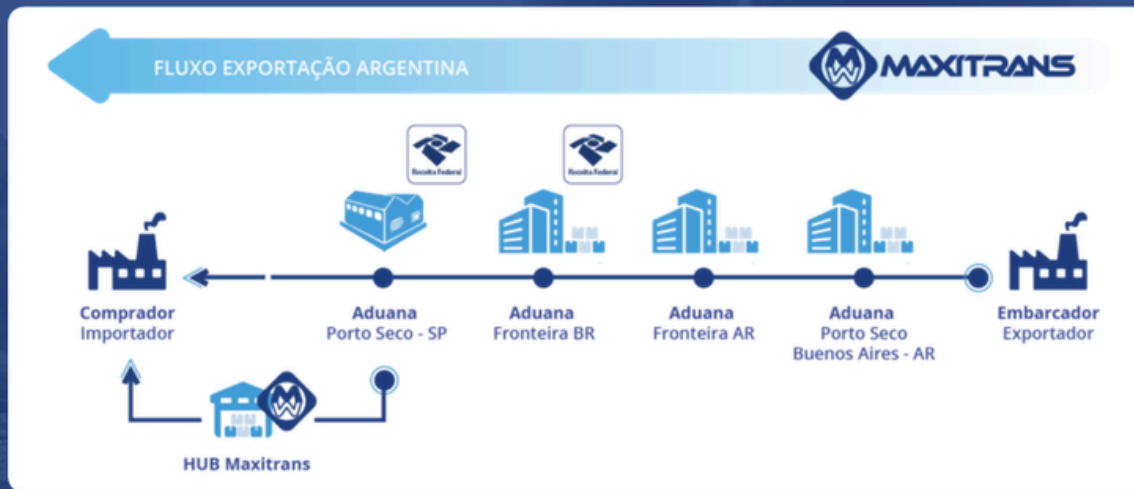 FLUXO EXPORTAÇÃO ARGENTINA
MAXITRANS
Receita Federal
Receita Federal
Comprador
Importador
Aduana
Porto Seco - SP
Aduana
Fronteira BR
Aduana
Fronteira AR
Aduana
Porto Seco
Buenos Aires - AR
Embarcador
Exportador
HUB Maxitrans